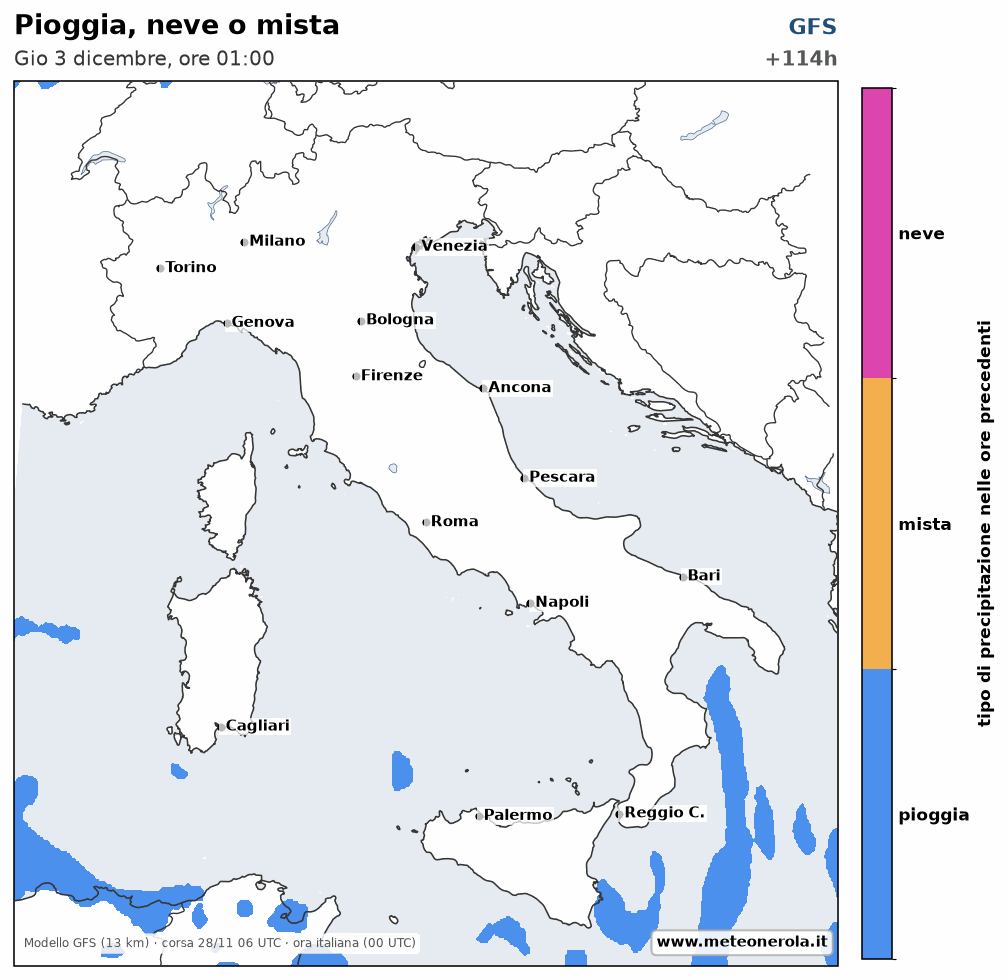 Pioggia, neve o mista
GFS
Gio 3 dicembre, ore 01:00
+114h
neve
mista
pioggia
tipo di precipitazione nelle ore precedenti
Milano
Venezia
Torino
Genova
Bologna
Firenze
Ancona
Pescara
Roma
Bari
Napoli
Cagliari
Palermo
Reggio C.
Modello GFS (13 km) · corsa 28/11 06 UTC · ora italiana (00 UTC)
www.meteonerola.it